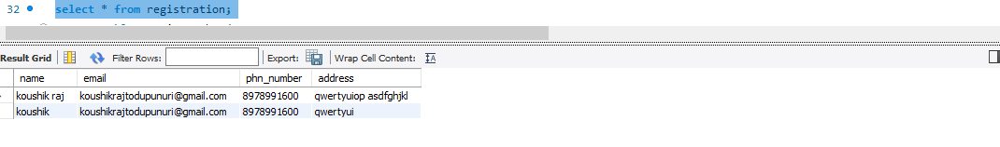 32 select * from registration;
Result Grid Filter Rows: Export: Wrap Cell Content:
name email phn_number address
koushik raj koushikrajtodupunuri@gmail.com 8978991600 qwertyuiop asdfghjkl
koushik koushikrajtodupunuri@gmail.com 8978991600 qwertyui